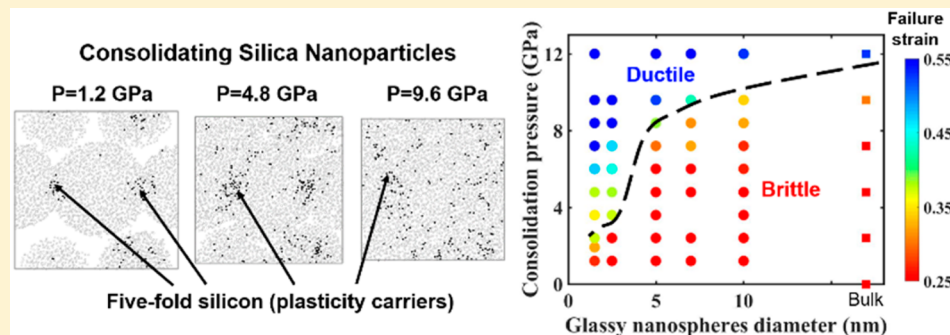 Consolidating Silica Nanoparticles
P=1.2 GPa
P=4.8 GPa
P=9.6 GPa
Five-fold silicon (plasticity carriers)
Consolidation pressure (GPa)
12
8
4
0
Ductile
Brittle
0
5
10
Bulk
Glassy nanospheres diameter (nm)
Failure
strain
0.55
0.45
0.35
0.25